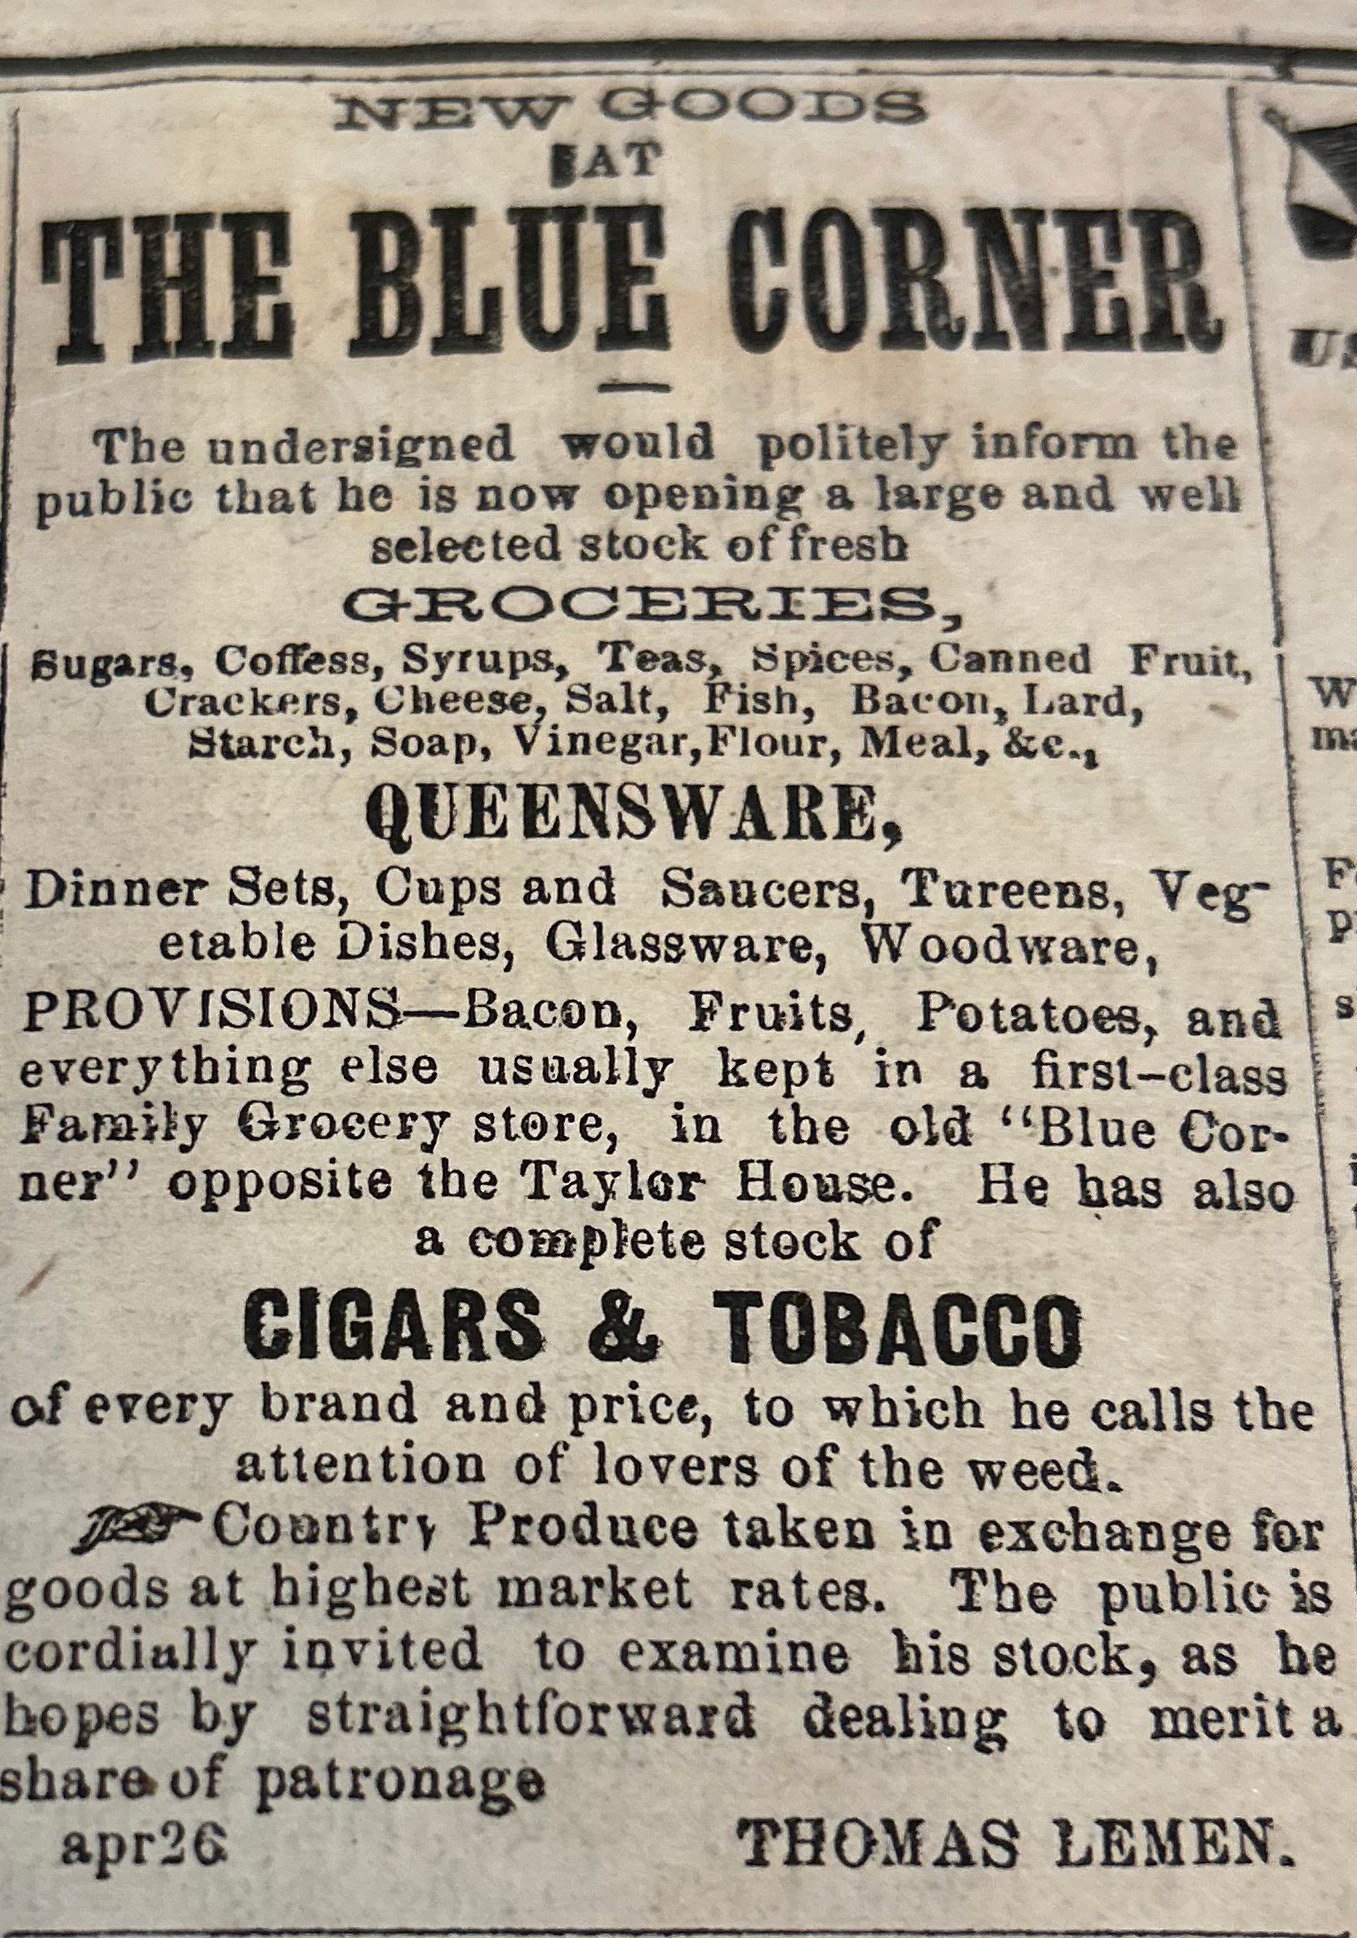 NEW GOODS
AT
THE BLUE CORNER
The undersigned would politely inform the
public that he is now opening a large and well
selected stock of fresh
GROCERIES,
Sugars, Coffess, Syrups, Teas, Spices, Canned Fruit,
Crackers, Cheese, Salt, Fish, Bacon, Lard,
Starch, Soap, Vinegar, Flour, Meal, &c.,
QUEENSWARE,
Dinner Sets, Cups and Saucers, Tureens, Veg-
etable Dishes, Glassware, Woodware,
PROVISIONS—Bacon, Fruits, Potatoes, and
everything else usually kept in a first-class
Family Grocery store, in the old "Blue Cor-
ner" opposite the Taylor House. He has also
a complete stock of
CIGARS & TOBACCO
of every brand and price, to which he calls the
attention of lovers of the weed.
☞Country Produce taken in exchange for
goods at highest market rates. The public is
cordially invited to examine his stock, as he
hopes by straightforward dealing to merit a
share of patronage
apr26 THOMAS LEMEN.